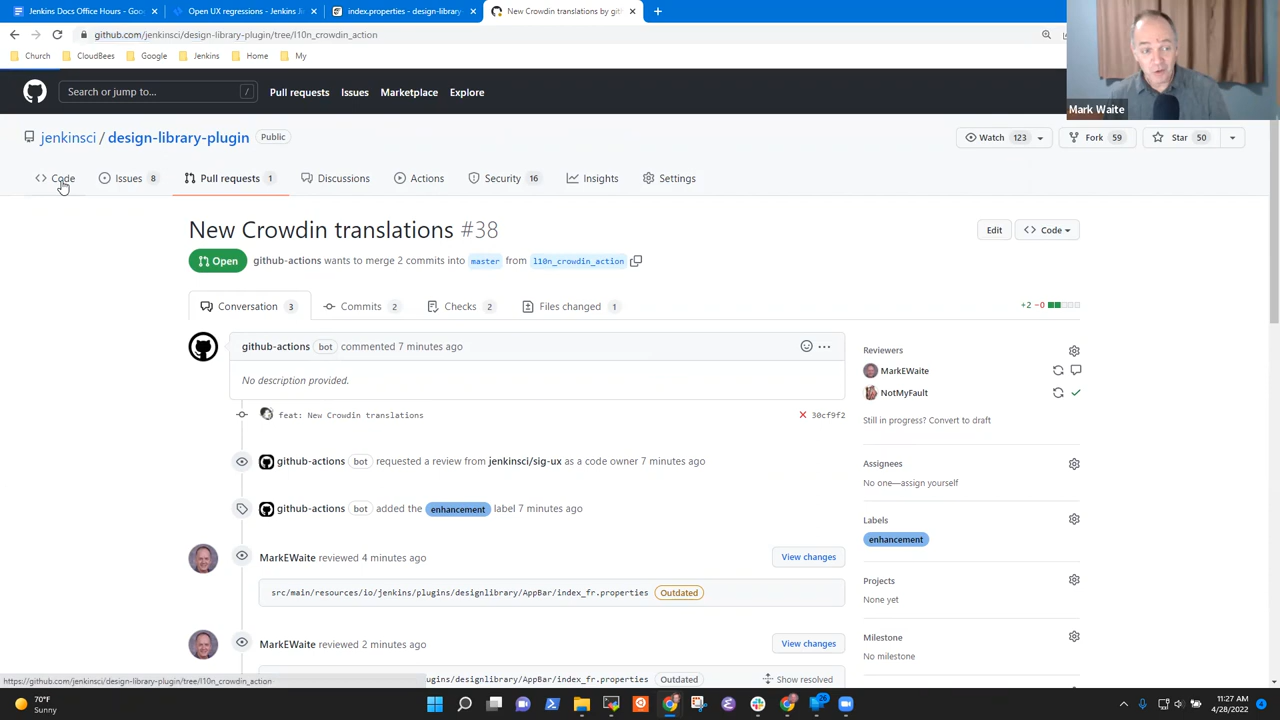 Jenkins Docs Office Hours - Goo
Open UX regressions - Jenkins Ji
index.properties - design-library-
New Crowdin translations by git
github.com/jenkinsci/design-library-plugin/tree/l10n_crowdin_action
Church
CloudBees
Google
Jenkins
Home
My
Mark Waite
Search or jump to...
/
Pull requests
Issues
Marketplace
Explore
jenkinsci / design-library-plugin
Public
Watch 123
Fork 59
Star 50
Code
Issues 8
Pull requests 1
Discussions
Actions
Security 16
Insights
Settings
New Crowdin translations #38
Edit
Code
Open
github-actions wants to merge 2 commits into master from l10n_crowdin_action
Conversation 3
Commits 2
Checks 2
Files changed 1
+2 −0
github-actions bot commented 7 minutes ago
No description provided.
feat: New Crowdin translations
30cf9f2
github-actions bot requested a review from jenkinsci/sig-ux as a code owner 7 minutes ago
github-actions bot added the enhancement label 7 minutes ago
MarkEWaite reviewed 4 minutes ago
View changes
src/main/resources/io/jenkins/plugins/designlibrary/AppBar/index_fr.properties Outdated
MarkEWaite reviewed 2 minutes ago
View changes
ugins/designlibrary/AppBar/index_fr.properties Outdated
Show resolved
Reviewers
MarkEWaite
NotMyFault
Still in progress? Convert to draft
Assignees
No one—assign yourself
Labels
enhancement
Projects
None yet
Milestone
No milestone
https://github.com/jenkinsci/design-library-plugin/tree/l10n_crowdin_action
70°F
Sunny
26
11:27 AM
4/28/2022